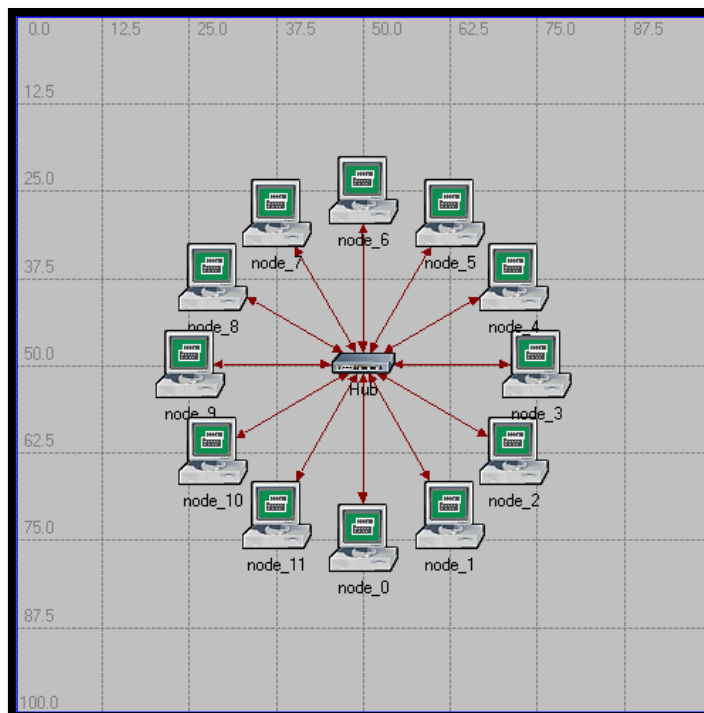 0.0 12.5 25.0 37.5 50.0 62.5 75.0 87.5
12.5
25.0
node_6
node_7 node_5
37.5
node_8 node_4
50.0
Hub
node_9 node_3
62.5
node_10 node_2
75.0
node_11 node_1
node_0
87.5
100.0